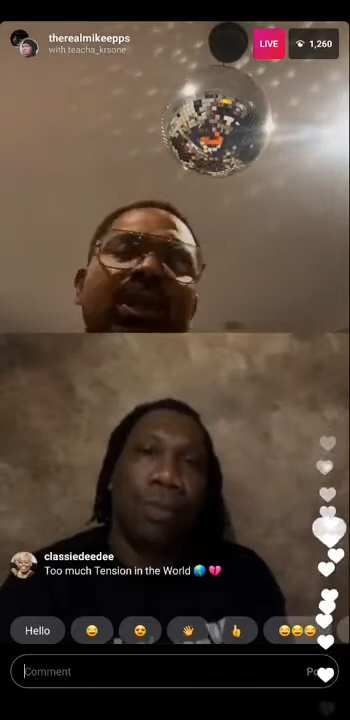 therealmikeepps
with teacha_krsone
LIVE
1,260
classiedeedee
Too much Tension in the World 🌏 💔
Hello
Comment